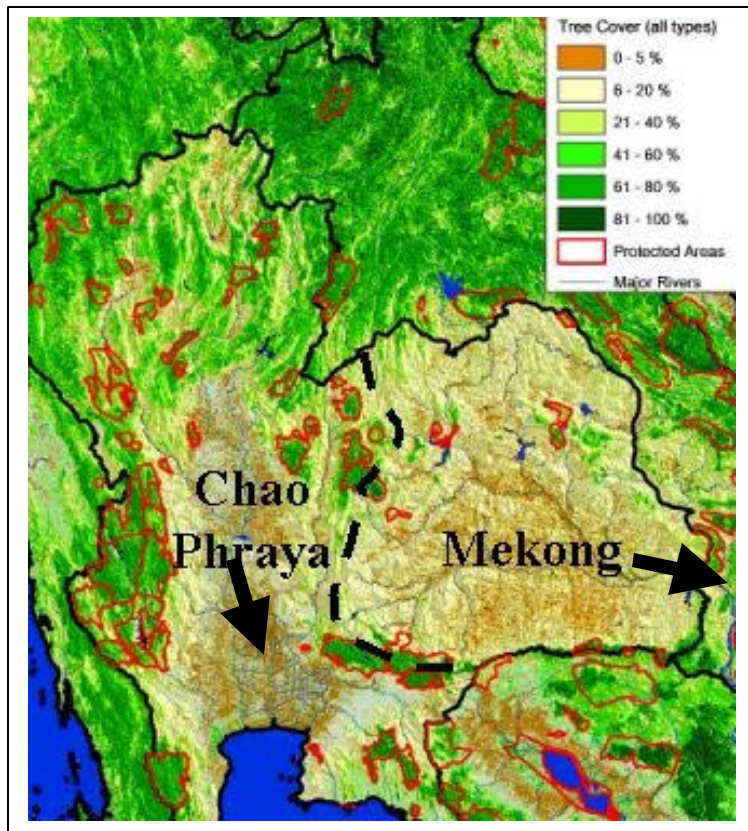 Tree Cover (all types)
0 - 5 %
6 - 20 %
21 - 40 %
41 - 60 %
61 - 80 %
81 - 100 %
Protected Areas
Major Rivers
Chao
Phraya
Mekong